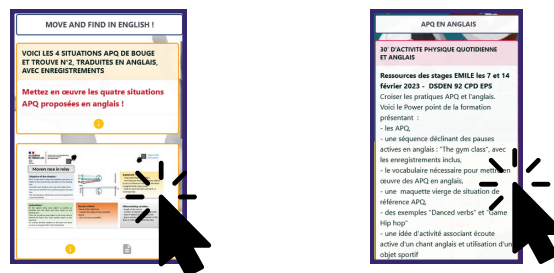 MOVE AND FIND IN ENGLISH !
VOICI LES 4 SITUATIONS APQ DE BOUGE
ET TROUVE N°2, TRADUITES EN ANGLAIS,
AVEC ENREGISTREMENTS
Mettez en œuvre les quatre situations
APQ proposées en anglais !
Movers race in relay
APQ EN ANGLAIS
30' D'ACTIVITE PHYSIQUE QUOTIDIENNE
ET ANGLAIS
Ressources des stages EMILE les 7 et 14
février 2023 - DSDEN 92 CPD EPS
Croiser les pratiques APQ et l'anglais.
Voici le Power point de la formation
présentant :
- les APQ,
- une séquence déclinant des pauses
actives en anglais : "The gym class", avec
les enregistrements inclus,
- le vocabulaire nécessaire pour mettre en
œuvre des APQ en anglais,
- une maquette vierge de situation de
référence APQ,
- des exemples "Danced verbs" et "Game
Hip hop"
- une idée d'activité associant écoute
active d'un chant anglais et utilisation d'un
objet sportif